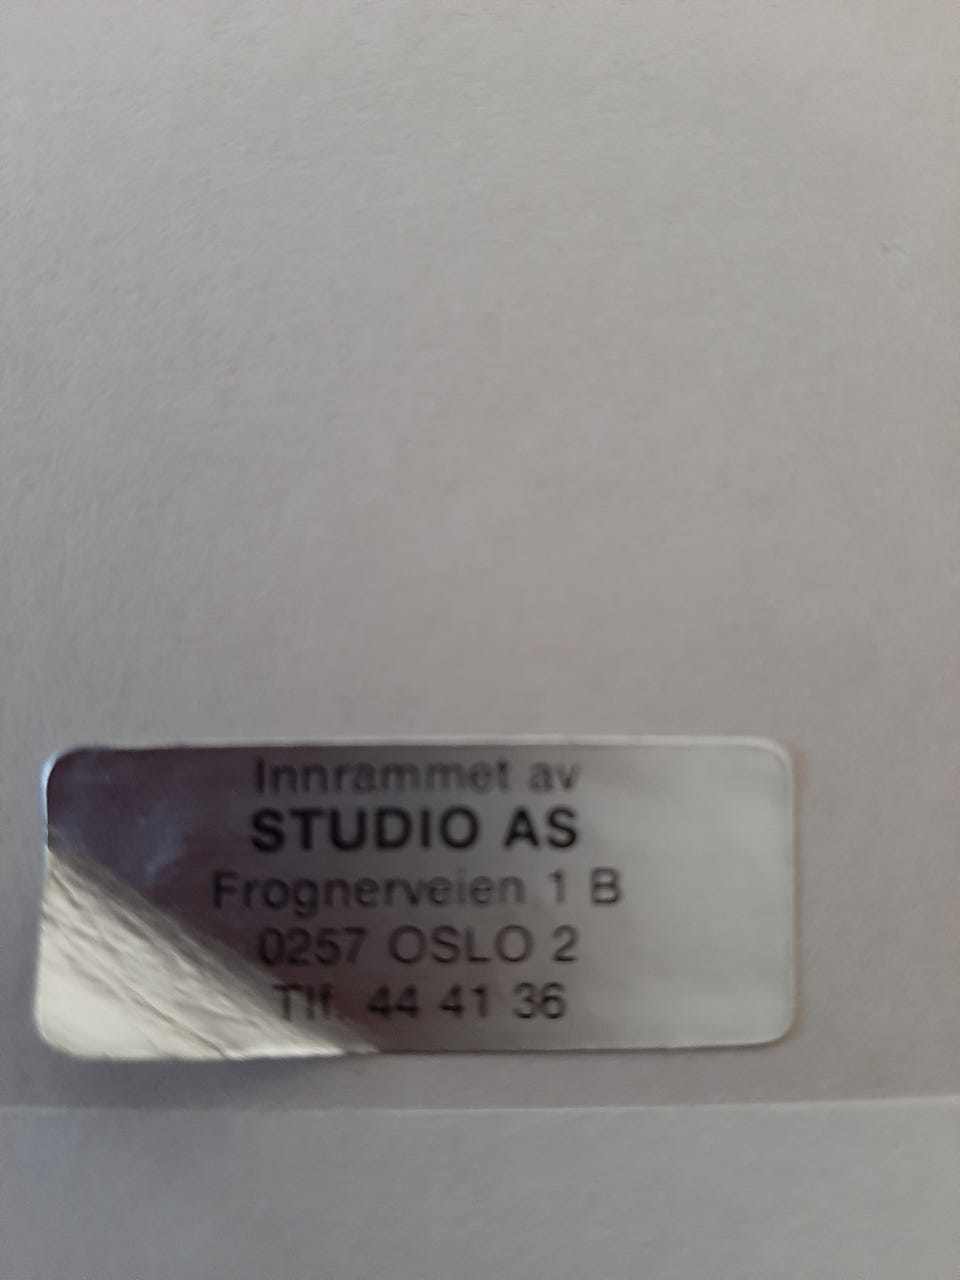 Innrammet av
STUDIO AS
Frognerveien 1 B
0257 OSLO 2
Tlf. 44 41 36